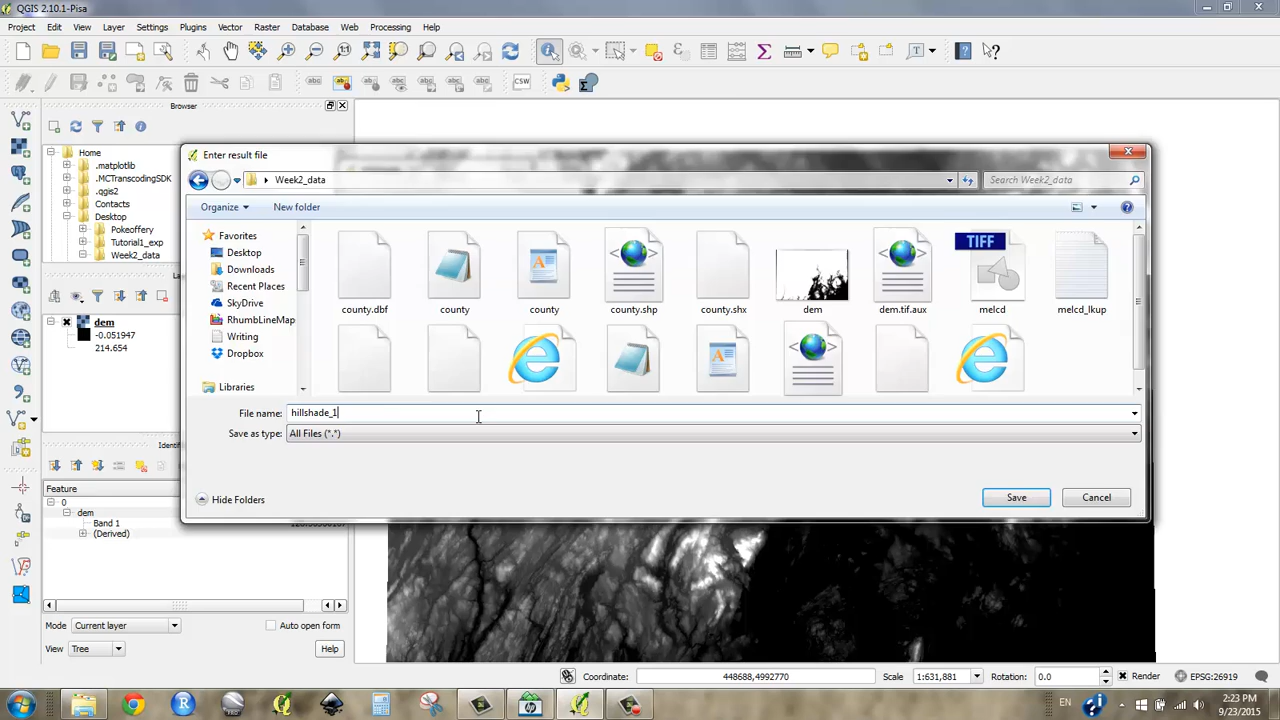 QGIS 2.10.1-Pisa
Project Edit View Layer Settings Plugins Vector Raster Database Web Processing Help
CSW
Browser
Home
.matplotlib
.MCTranscodingSDK
.qgis2
Contacts
Desktop
Pokeoffery
Tutorial1_exp
Week2_data
dem
-0.051947
214.654
Feature
0
dem
Band 1
(Derived)
Mode Current layer
Auto open form
View Tree
Help
Enter result file
Week2_data
Search Week2_data
Organize
New folder
Favorites
Desktop
Downloads
Recent Places
SkyDrive
RhumbLineMap
Writing
Dropbox
Libraries
county.dbf
county
county
county.shp
county.shx
dem
dem.tif.aux
TIFF
melcd
melcd_lkup
File name: hillshade_1
Save as type: All Files (*.*)
Hide Folders
Save
Cancel
Coordinate: 448688,4992770
Scale 1:631,881
Rotation: 0.0
Render
EPSG:26919
EN
2:23 PM
9/23/2015